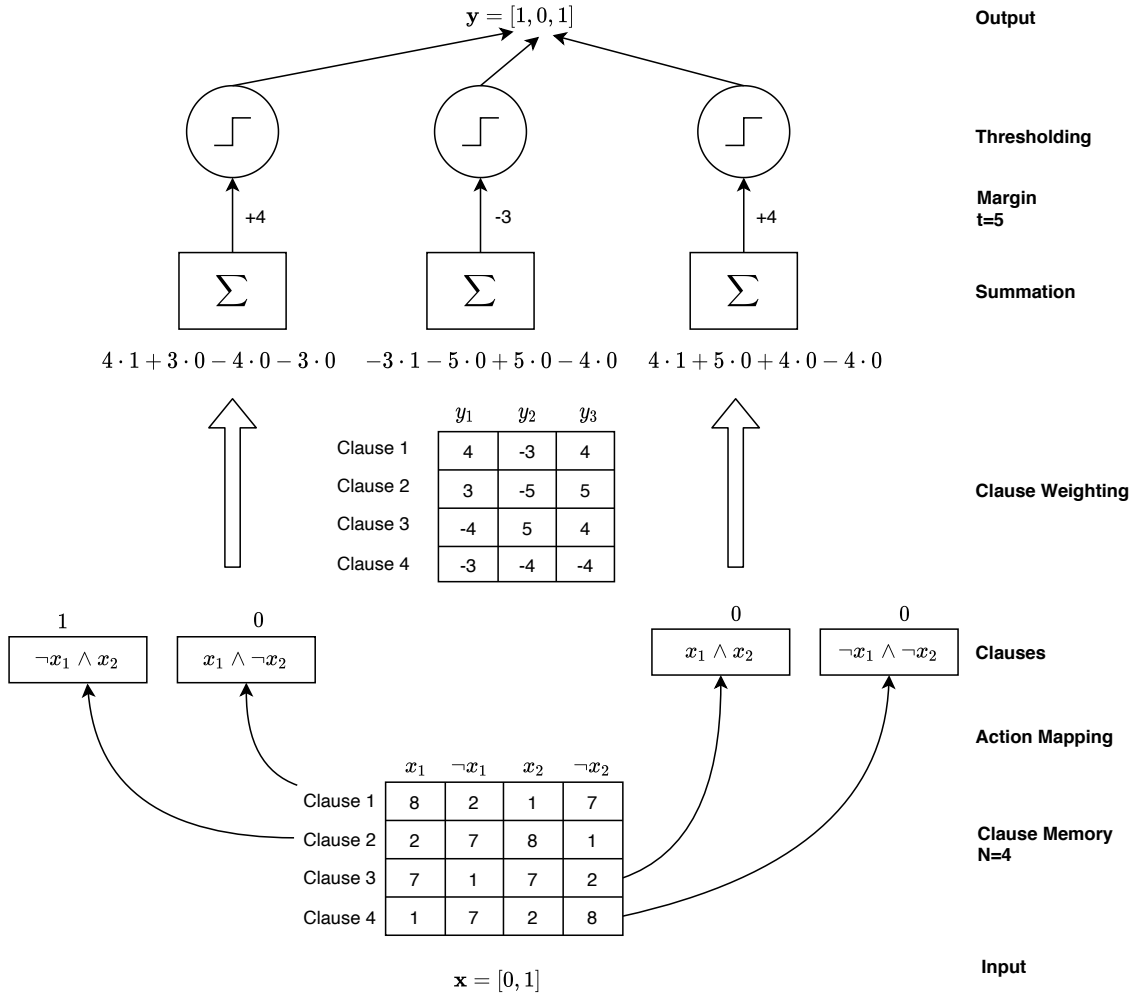 y = [1, 0, 1]
Output
Thresholding
Margin
t=5
+4
-3
+4
∑
∑
∑
Summation
4 · 1 + 3 · 0 − 4 · 0 − 3 · 0
−3 · 1 − 5 · 0 + 5 · 0 − 4 · 0
4 · 1 + 5 · 0 + 4 · 0 − 4 · 0
y₁ y₂ y₃
Clause 1 4 -3 4
Clause 2 3 -5 5
Clause 3 -4 5 4
Clause 4 -3 -4 -4
Clause Weighting
1 0 0 0
¬x₁ ∧ x₂
x₁ ∧ ¬x₂
x₁ ∧ x₂
¬x₁ ∧ ¬x₂
Clauses
Action Mapping
x₁ ¬x₁ x₂ ¬x₂
Clause 1 8 2 1 7
Clause 2 2 7 8 1
Clause 3 7 1 7 2
Clause 4 1 7 2 8
Clause Memory
N=4
x = [0, 1]
Input